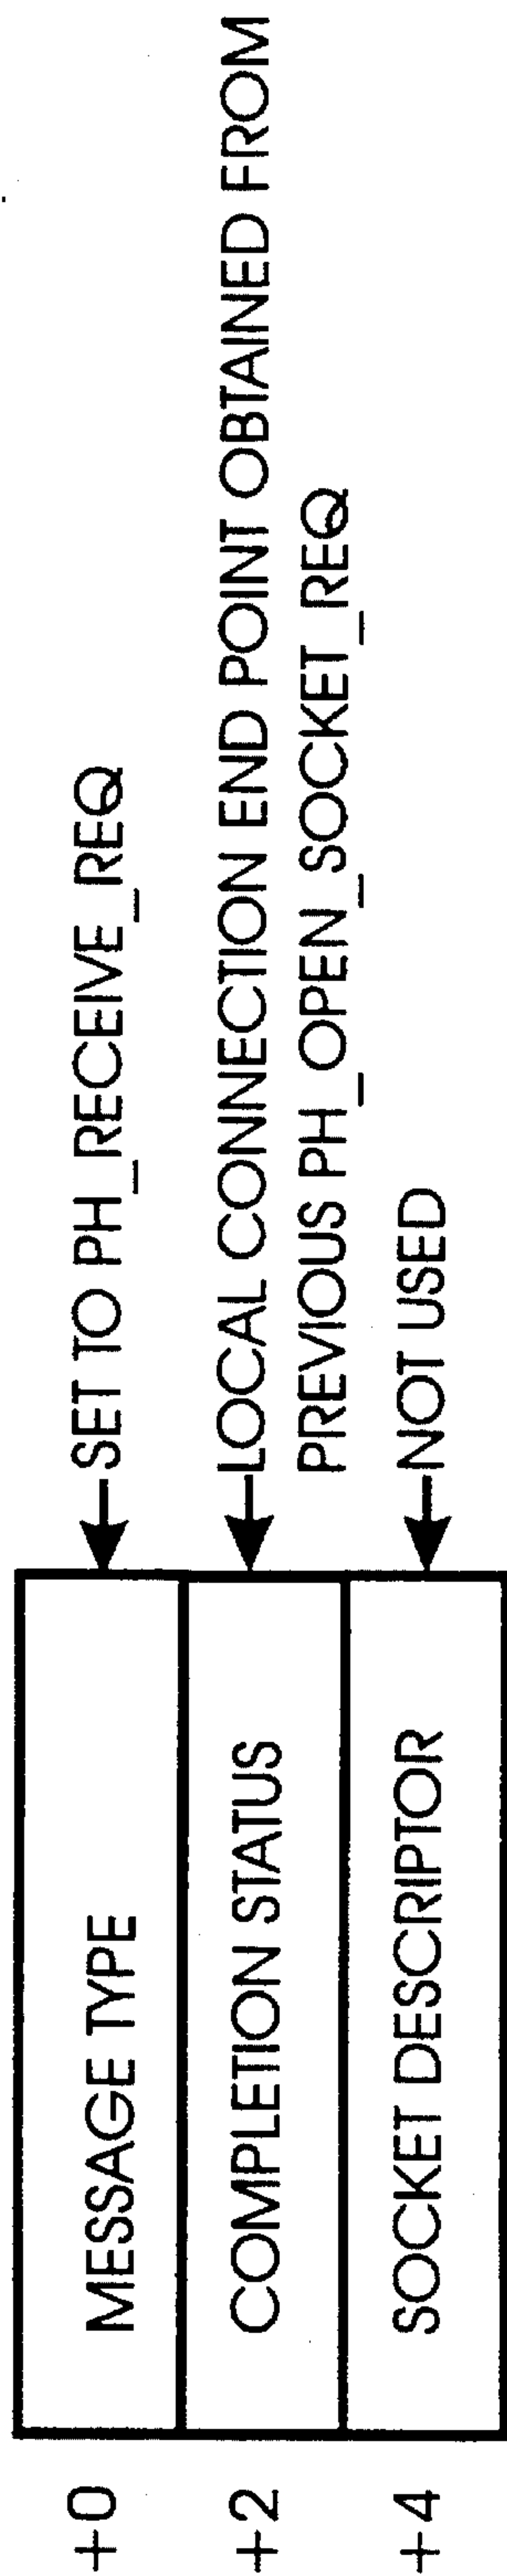 +0 MESSAGE TYPE SET TO PH_RECEIVE_REQ
+2 COMPLETION STATUS LOCAL CONNECTION END POINT OBTAINED FROM
PREVIOUS PH_OPEN_SOCKET_REQ
+4 SOCKET DESCRIPTOR NOT USED